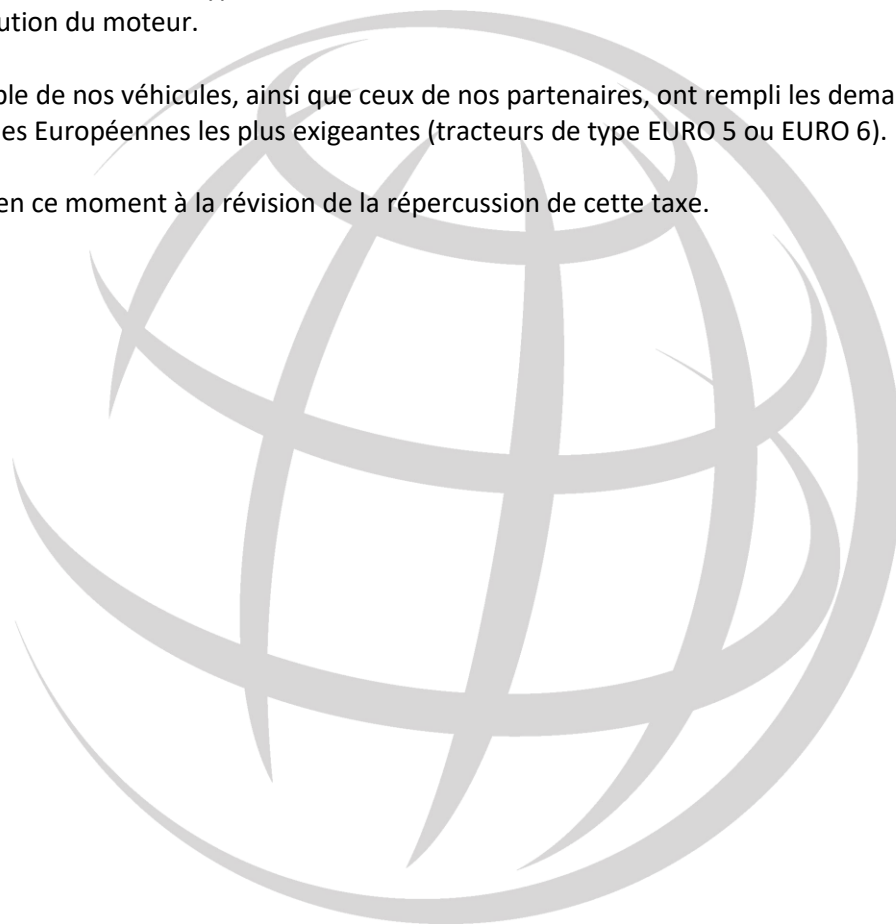 ution du moteur.
ble de nos véhicules, ainsi que ceux de nos partenaires, ont rempli les dema
es Européennes les plus exigeantes (tracteurs de type EURO 5 ou EURO 6).
en ce moment à la révision de la répercussion de cette taxe.